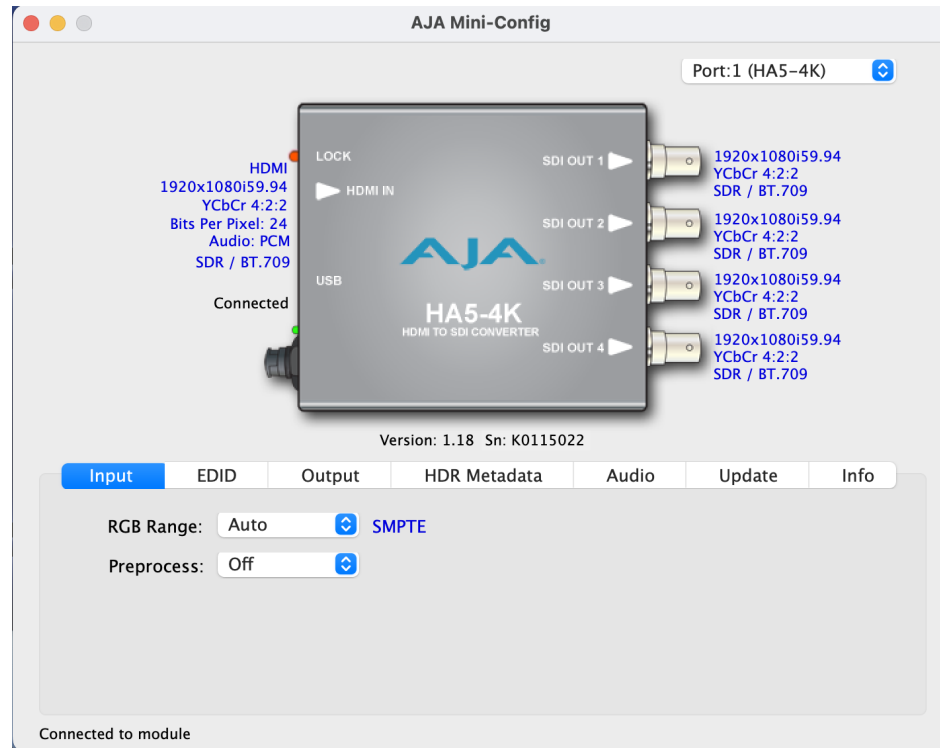 AJA Mini-Config
Port:1 (HA5-4K)
LOCK
HDMI IN
USB
HDMI
1920x1080i59.94
YCbCr 4:2:2
Bits Per Pixel: 24
Audio: PCM
SDR / BT.709
Connected
AJA
HA5-4K
HDMI TO SDI CONVERTER
SDI OUT 1
SDI OUT 2
SDI OUT 3
SDI OUT 4
1920x1080i59.94
YCbCr 4:2:2
SDR / BT.709
1920x1080i59.94
YCbCr 4:2:2
SDR / BT.709
1920x1080i59.94
YCbCr 4:2:2
SDR / BT.709
1920x1080i59.94
YCbCr 4:2:2
SDR / BT.709
Version: 1.18 Sn: K0115022
Input EDID Output HDR Metadata Audio Update Info
RGB Range: Auto SMPTE
Preprocess: Off
Connected to module